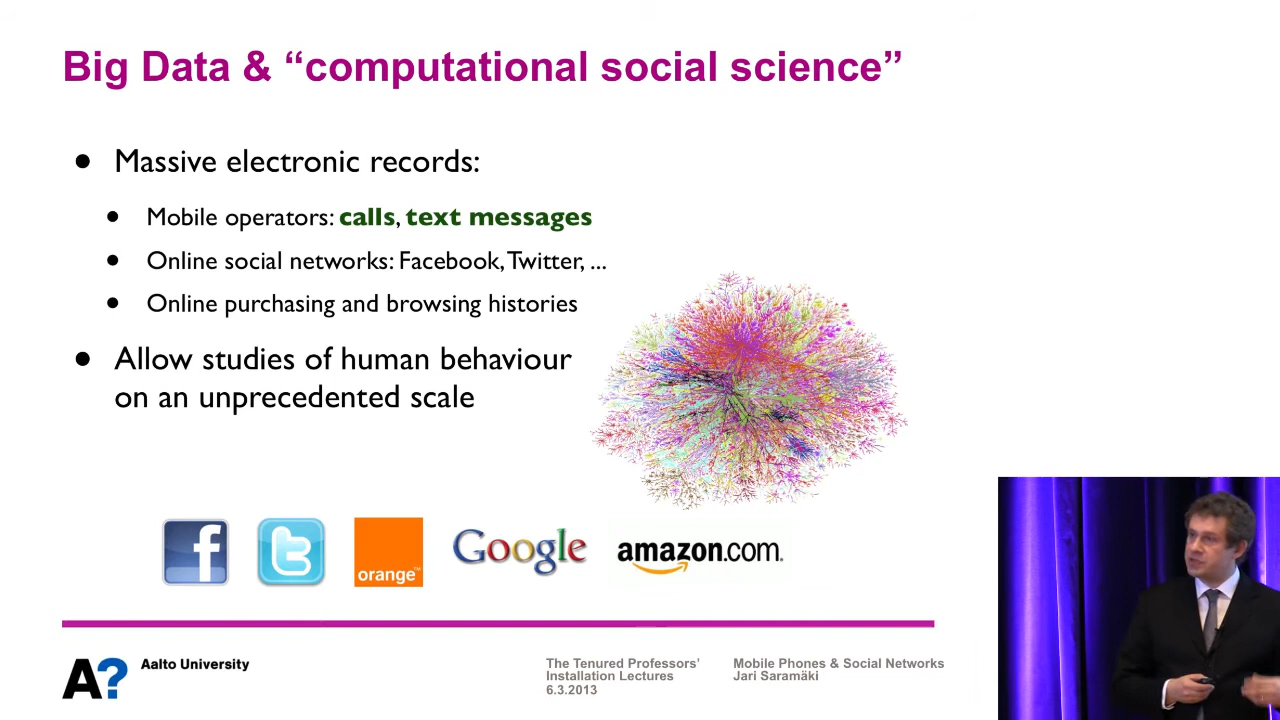 Big Data & “computational social science”
● Massive electronic records:
● Mobile operators: calls, text messages
● Online social networks: Facebook, Twitter, ...
● Online purchasing and browsing histories
● Allow studies of human behaviour
on an unprecedented scale
f
t
orange™
Google
amazon.com.
A?
Aalto University
The Tenured Professors’
Installation Lectures
6.3.2013
Mobile Phones & Social Networks
Jari Saramäki